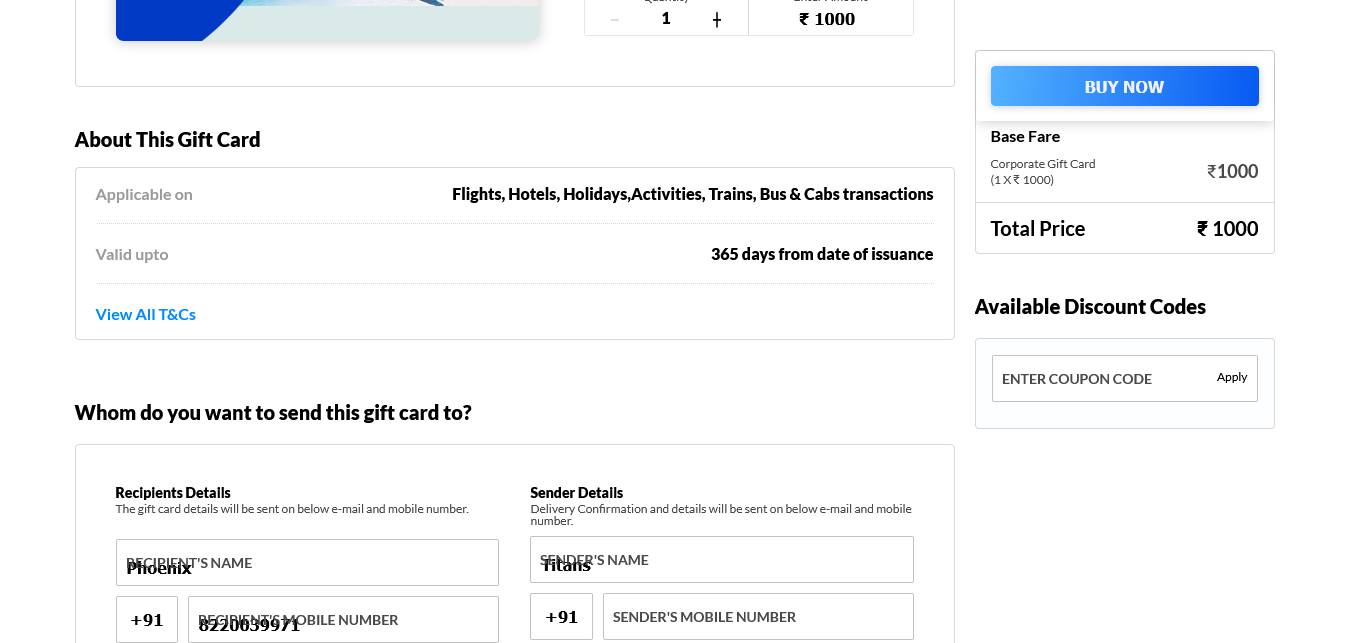 − 1 + ₹ 1000
BUY NOW
Base Fare
Corporate Gift Card
(1 X ₹ 1000)
₹1000
Total Price ₹ 1000
About This Gift Card
Applicable on Flights, Hotels, Holidays,Activities, Trains, Bus & Cabs transactions
Valid upto 365 days from date of issuance
View All T&Cs
Available Discount Codes
ENTER COUPON CODE Apply
Whom do you want to send this gift card to?
Recipients Details
The gift card details will be sent on below e-mail and mobile number.
RECIPIENT'S NAME
Phoenix
+91 RECIPIENT'S MOBILE NUMBER
8220039971
Sender Details
Delivery Confirmation and details will be sent on below e-mail and mobile
number.
SENDER'S NAME
Titans
+91 SENDER'S MOBILE NUMBER